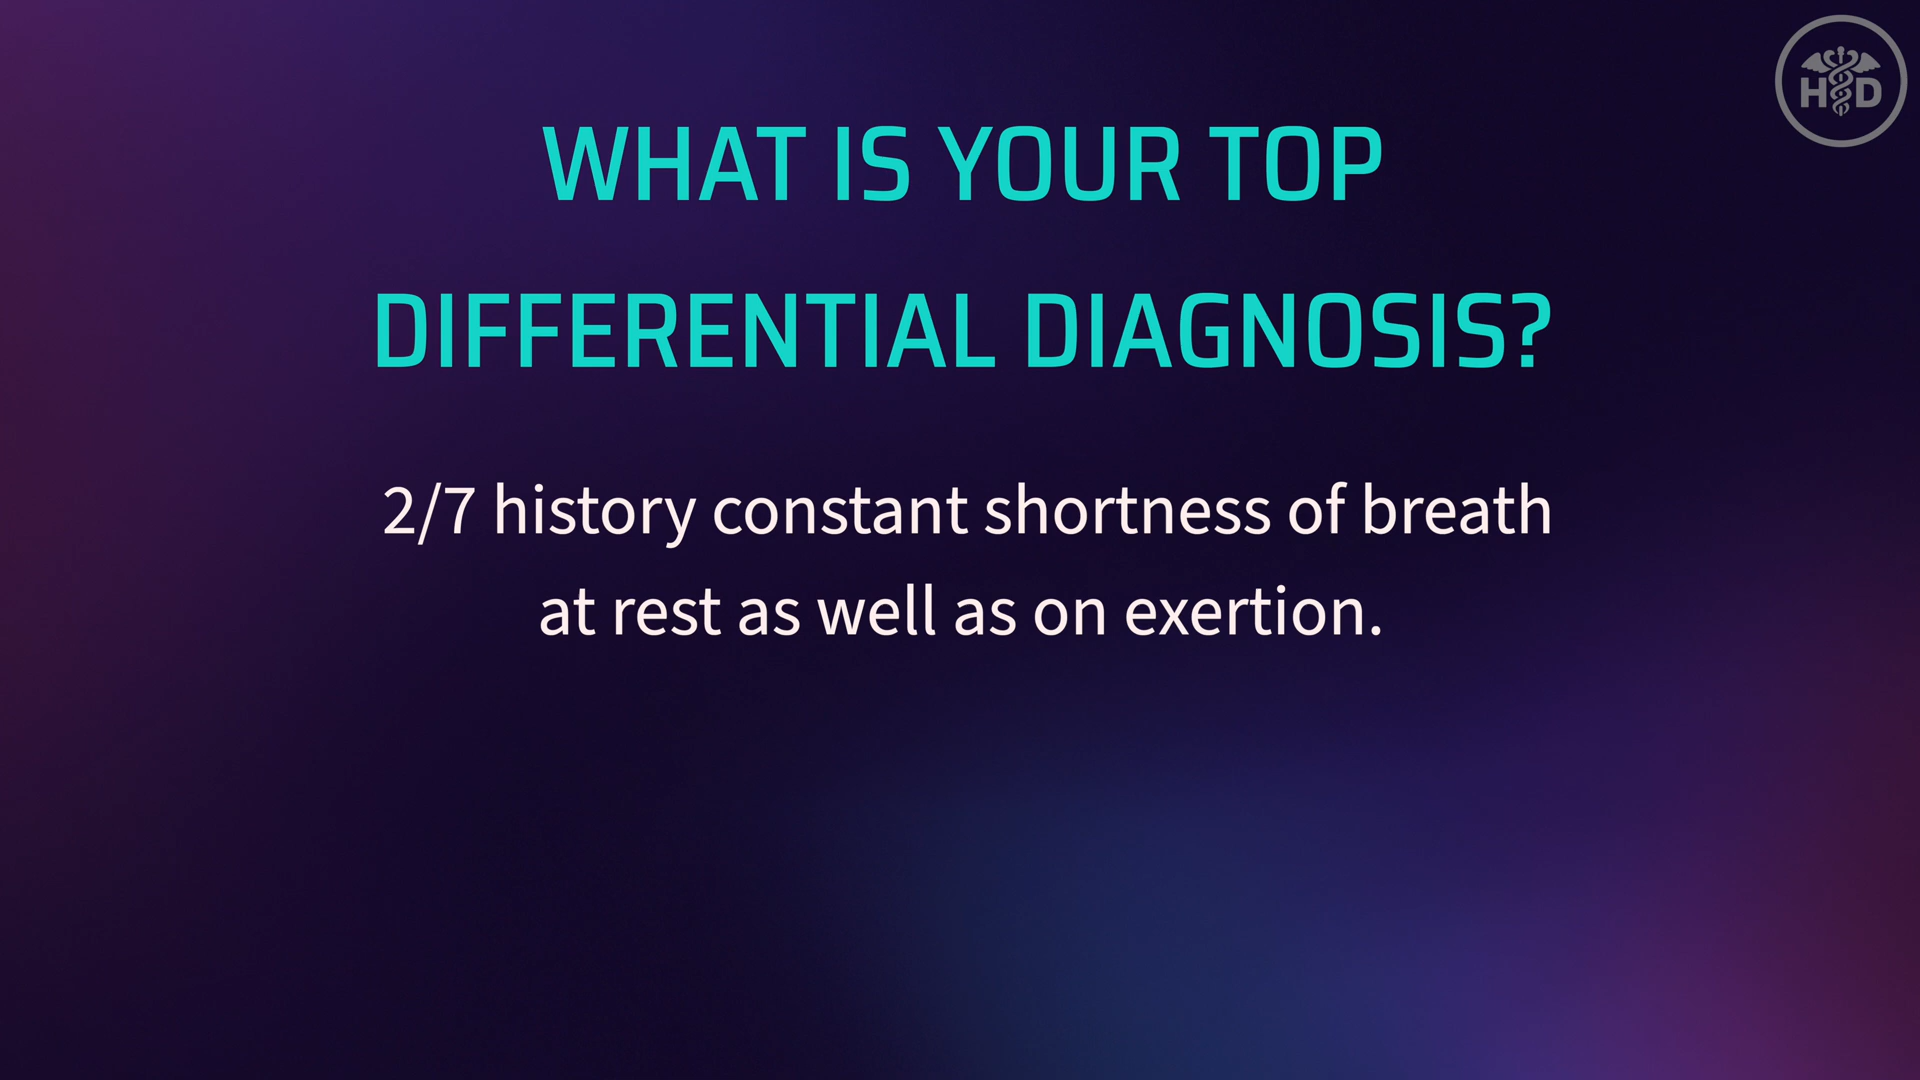 H D
WHAT IS YOUR TOP
DIFFERENTIAL DIAGNOSIS?
2/7 history constant shortness of breath
at rest as well as on exertion.